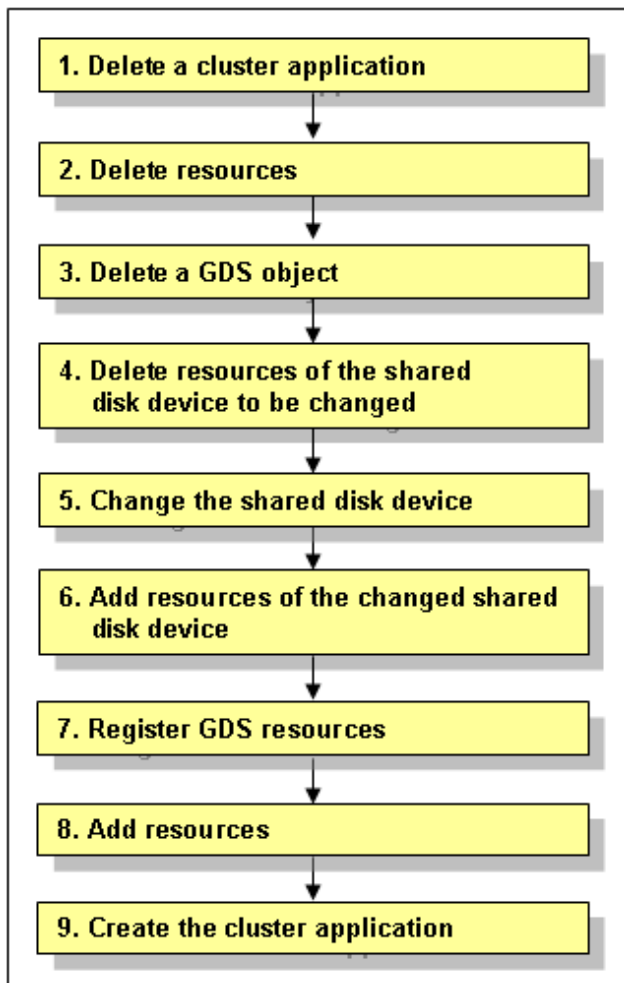 1. Delete a cluster application
2. Delete resources
3. Delete a GDS object
4. Delete resources of the shared
disk device to be changed
5. Change the shared disk device
6. Add resources of the changed shared
disk device
7. Register GDS resources
8. Add resources
9. Create the cluster application